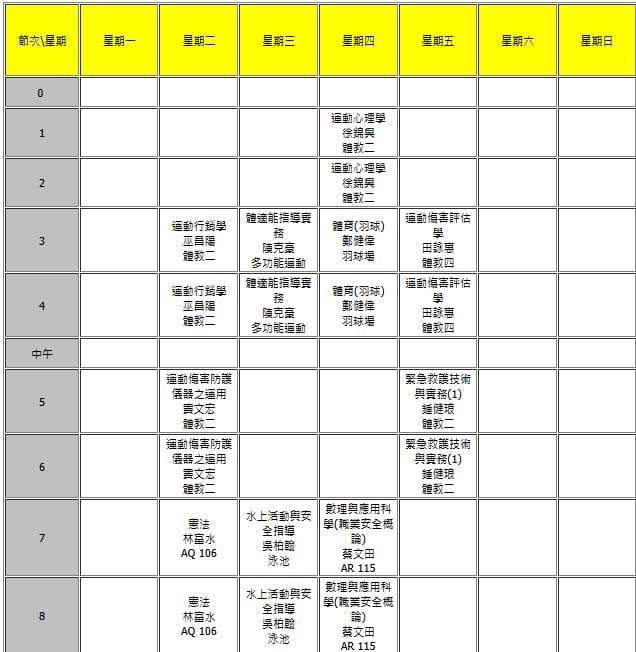 節次\星期 星期一 星期二 星期三 星期四 星期五 星期六 星期日
0
1
運動心理學
徐錦興
體教二
2
運動心理學
徐錦興
體教二
3
運動行銷學
巫昌陽
體教二
體適能指導實
務
陳克豪
多功能運動
體育(羽球)
鄭健偉
羽球場
運動傷害評估
學
田詠惠
體教四
4
運動行銷學
巫昌陽
體教二
體適能指導實
務
陳克豪
多功能運動
體育(羽球)
鄭健偉
羽球場
運動傷害評估
學
田詠惠
體教四
中午
5
運動傷害防護
儀器之運用
竇文宏
體教二
緊急救護技術
與實務(1)
鍾健琅
體教二
6
運動傷害防護
儀器之運用
竇文宏
體教二
緊急救護技術
與實務(1)
鍾健琅
體教二
7
憲法
林富水
AQ 106
水上活動與安
全指導
吳柏翰
泳池
數理與應用科
學(職業安全概
論)
蔡文田
AR 115
8
憲法
林富水
AQ 106
水上活動與安
全指導
吳柏翰
泳池
數理與應用科
學(職業安全概
論)
蔡文田
AR 115